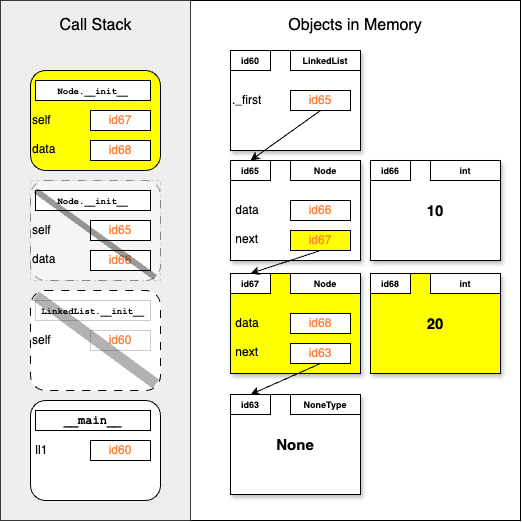 Call Stack
Node.__init__
self id67
data id68
Node.__init__
self id65
data id66
LinkedList.__init__
self id60
__main__
ll1 id60
Objects in Memory
id60 LinkedList
._first id65
id65 Node
data id66
next id67
id66 int
10
id67 Node
data id68
next id63
id68 int
20
id63 NoneType
None